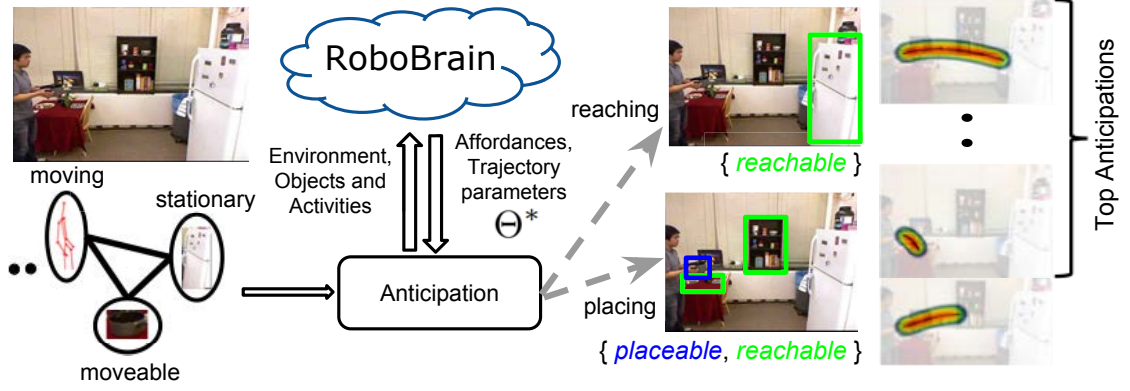 RoboBrain
reaching
Environment,
Objects and
Activities
Affordances,
Trajectory
parameters
Θ*
{ reachable }
Top Anticipations
moving
stationary
Anticipation
placing
{ placeable, reachable }
moveable